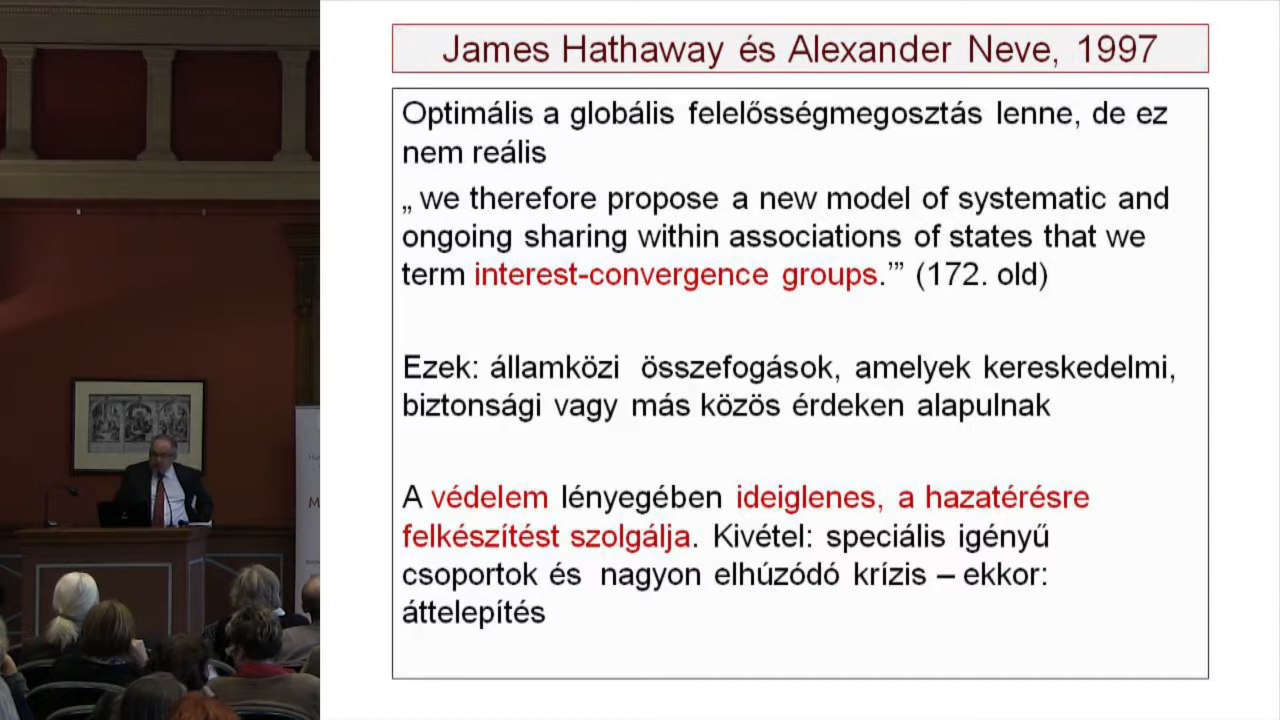 James Hathaway és Alexander Neve, 1997
Optimális a globális felelősségmegosztás lenne, de ez
nem reális
„ we therefore propose a new model of systematic and
ongoing sharing within associations of states that we
term interest-convergence groups.’” (172. old)
Ezek: államközi összefogások, amelyek kereskedelmi,
biztonsági vagy más közös érdeken alapulnak
A védelem lényegében ideiglenes, a hazatérésre
felkészítést szolgálja. Kivétel: speciális igényű
csoportok és nagyon elhúzódó krízis – ekkor:
áttelepítés